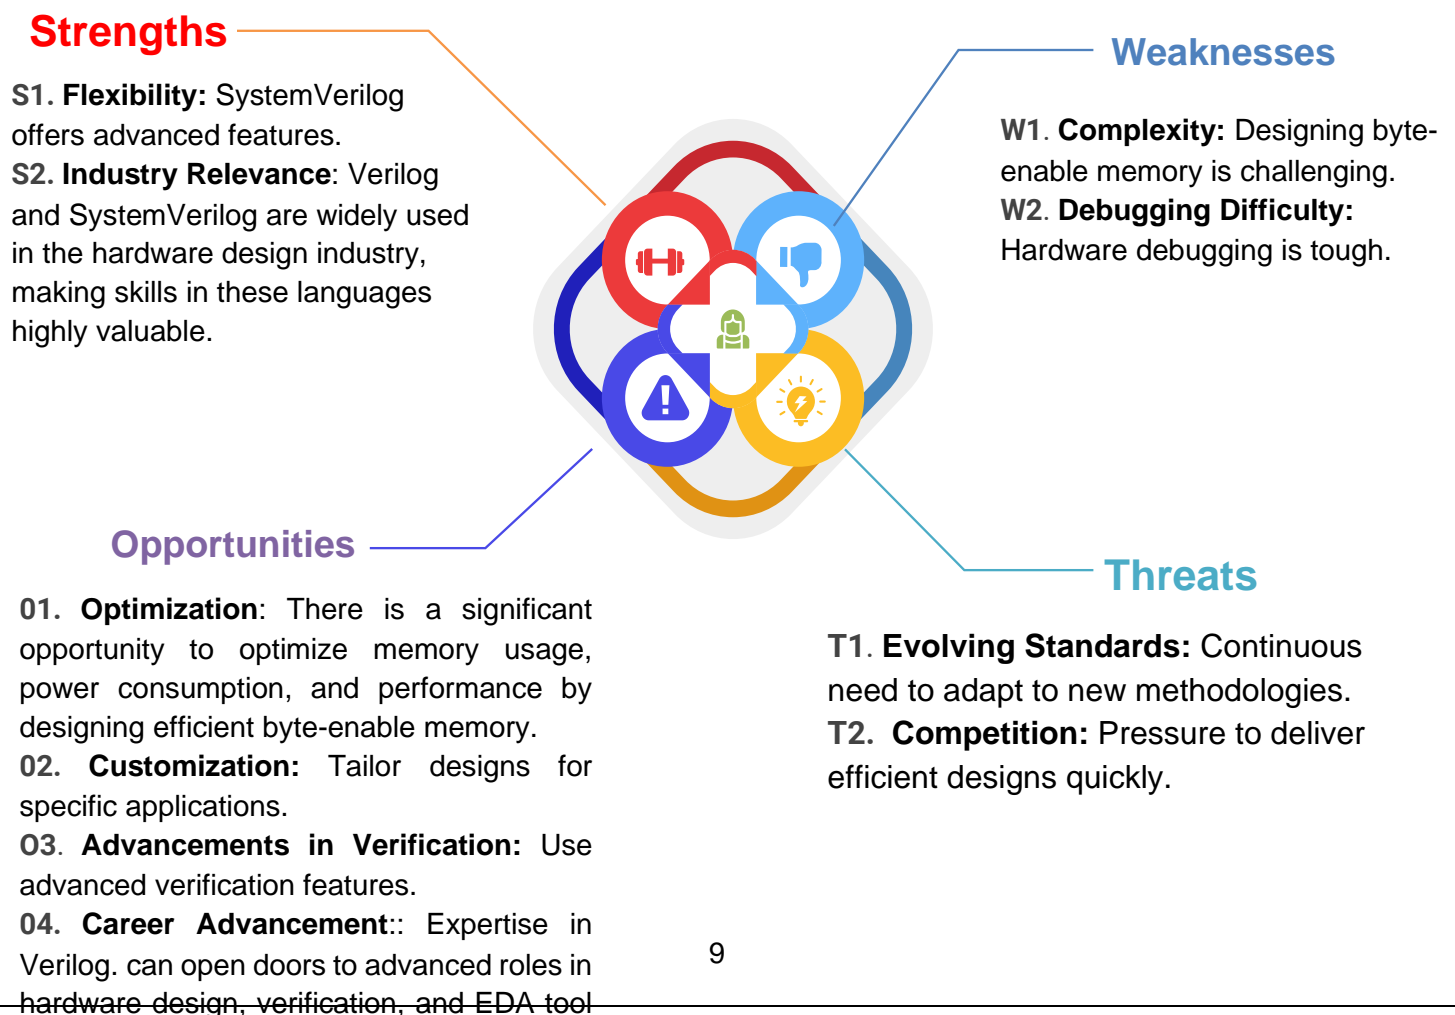 Strengths
S1. Flexibility: SystemVerilog
offers advanced features.
S2. Industry Relevance: Verilog
and SystemVerilog are widely used
in the hardware design industry,
making skills in these languages
highly valuable.
Weaknesses
W1. Complexity: Designing byte-
enable memory is challenging.
W2. Debugging Difficulty:
Hardware debugging is tough.
Opportunities
01. Optimization: There is a significant
opportunity to optimize memory usage,
power consumption, and performance by
designing efficient byte-enable memory.
02. Customization: Tailor designs for
specific applications.
O3. Advancements in Verification: Use
advanced verification features.
04. Career Advancement:: Expertise in
Verilog. can open doors to advanced roles in
hardware design, verification, and EDA tool
Threats
T1. Evolving Standards: Continuous
need to adapt to new methodologies.
T2. Competition: Pressure to deliver
efficient designs quickly.
9